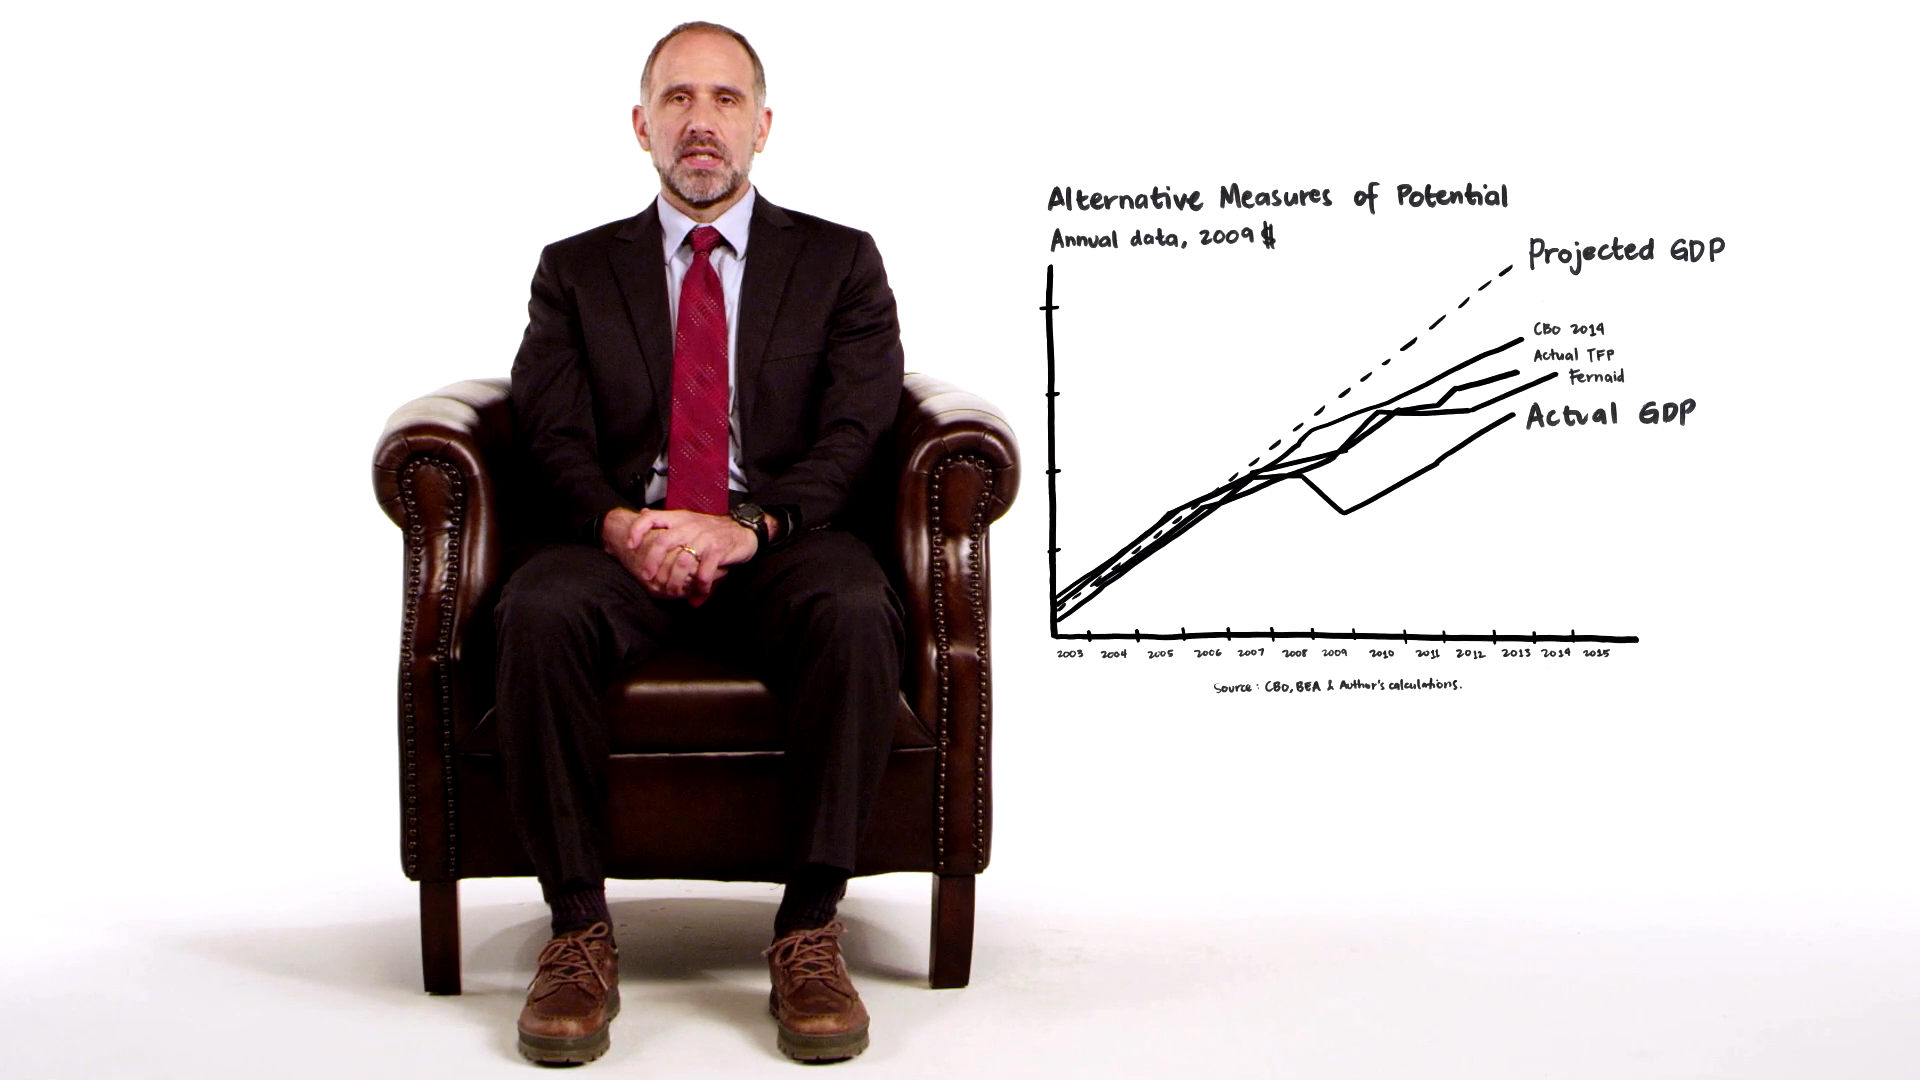 Alternative Measures of Potential
Annual data, 2009 $
Projected GDP
CBO 2014
Actual TFP
Fernaid
Actual GDP
2003 2004 2005 2006 2007 2008 2009 2010 2011 2012 2013 2014 2015
Source: CBO, BEA & Author's calculations.